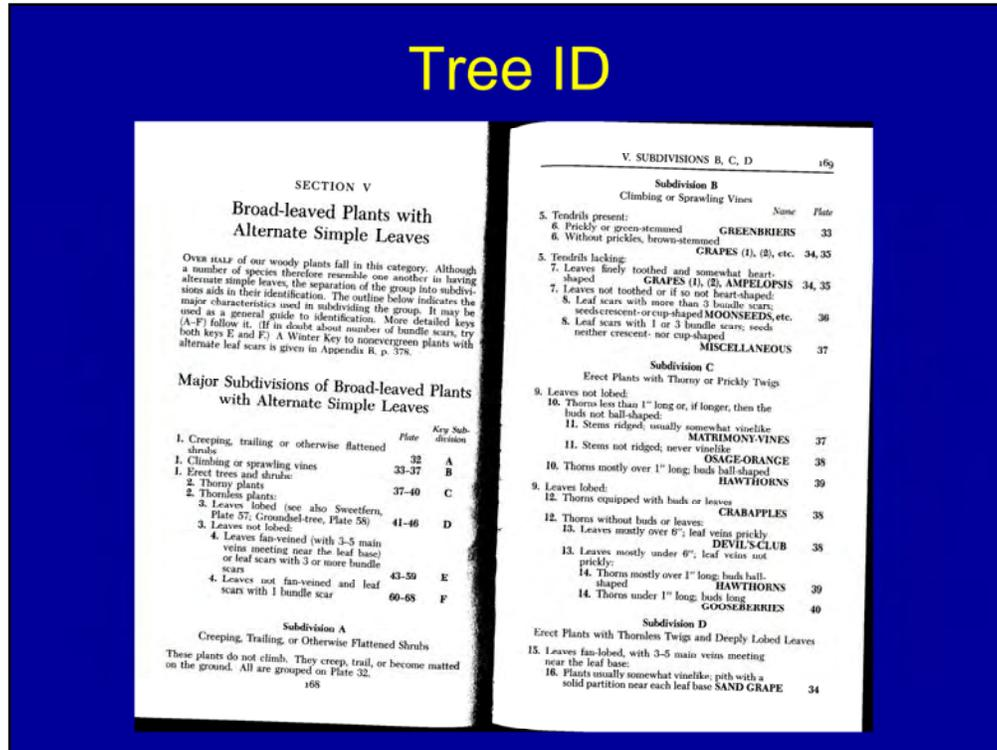 Tree ID
SECTION V
Broad-leaved Plants with
Alternate Simple Leaves
OVER HALF of our woody plants fall in this category. Although
a number of species therefore resemble one another in having
alternate simple leaves, the separation of the group into subdivi-
sions aids in their identification. The outline below indicates the
major characteristics used in subdividing the group. It may be
used as a general guide to identification. More detailed keys
(A–F) follow it. (If in doubt about number of bundle scars, try
both keys E and F.) A Winter Key to nonevergreen plants with
alternate leaf scars is given in Appendix B, p. 378.
Major Subdivisions of Broad-leaved Plants
with Alternate Simple Leaves
Plate Key Sub-
division
1. Creeping, trailing or otherwise flattened
shrubs 32 A
1. Climbing or sprawling vines 33-37 B
1. Erect trees and shrubs:
2. Thorny plants 37-40 C
2. Thornless plants:
3. Leaves lobed (see also Sweetfern,
Plate 57; Groundsel-tree, Plate 58) 41-46 D
3. Leaves not lobed:
4. Leaves fan-veined (with 3–5 main
veins meeting near the leaf base)
or leaf scars with 3 or more bundle
scars 43-59 E
4. Leaves not fan-veined and leaf
scars with 1 bundle scar 60-68 F
Subdivision A
Creeping, Trailing, or Otherwise Flattened Shrubs
These plants do not climb. They creep, trail, or become matted
on the ground. All are grouped on Plate 32.
168
V. SUBDIVISIONS B, C, D 169
Subdivision B
Climbing or Sprawling Vines
Name Plate
5. Tendrils present:
6. Prickly or green-stemmed GREENBRIERS 33
6. Without prickles, brown-stemmed
GRAPES (1), (2), etc. 34, 35
5. Tendrils lacking:
7. Leaves finely toothed and somewhat heart-
shaped GRAPES (1), (2), AMPELOPSIS 34, 35
7. Leaves not toothed or if so not heart-shaped:
8. Leaf scars with more than 3 bundle scars;
seeds crescent- or cup-shaped MOONSEEDS, etc. 36
8. Leaf scars with 1 or 3 bundle scars; seeds
neither crescent- nor cup-shaped
MISCELLANEOUS 37
Subdivision C
Erect Plants with Thorny or Prickly Twigs
9. Leaves not lobed:
10. Thorns less than 1" long or, if longer, then the
buds not ball-shaped:
11. Stems ridged; usually somewhat vinelike
MATRIMONY-VINES 37
11. Stems not ridged; never vinelike
OSAGE-ORANGE 38
10. Thorns mostly over 1" long; buds ball-shaped
HAWTHORNS 39
9. Leaves lobed:
12. Thorns equipped with buds or leaves
CRABAPPLES 38
12. Thorns without buds or leaves:
13. Leaves mostly over 6"; leaf veins prickly
DEVIL'S-CLUB 38
13. Leaves mostly under 6"; leaf veins not
prickly:
14. Thorns mostly over 1" long; buds ball-
shaped HAWTHORNS 39
14. Thorns under 1" long; buds long
GOOSEBERRIES 40
Subdivision D
Erect Plants with Thornless Twigs and Deeply Lobed Leaves
15. Leaves fan-lobed, with 3–5 main veins meeting
near the leaf base:
16. Plants usually somewhat vinelike; pith with a
solid partition near each leaf base SAND GRAPE 34